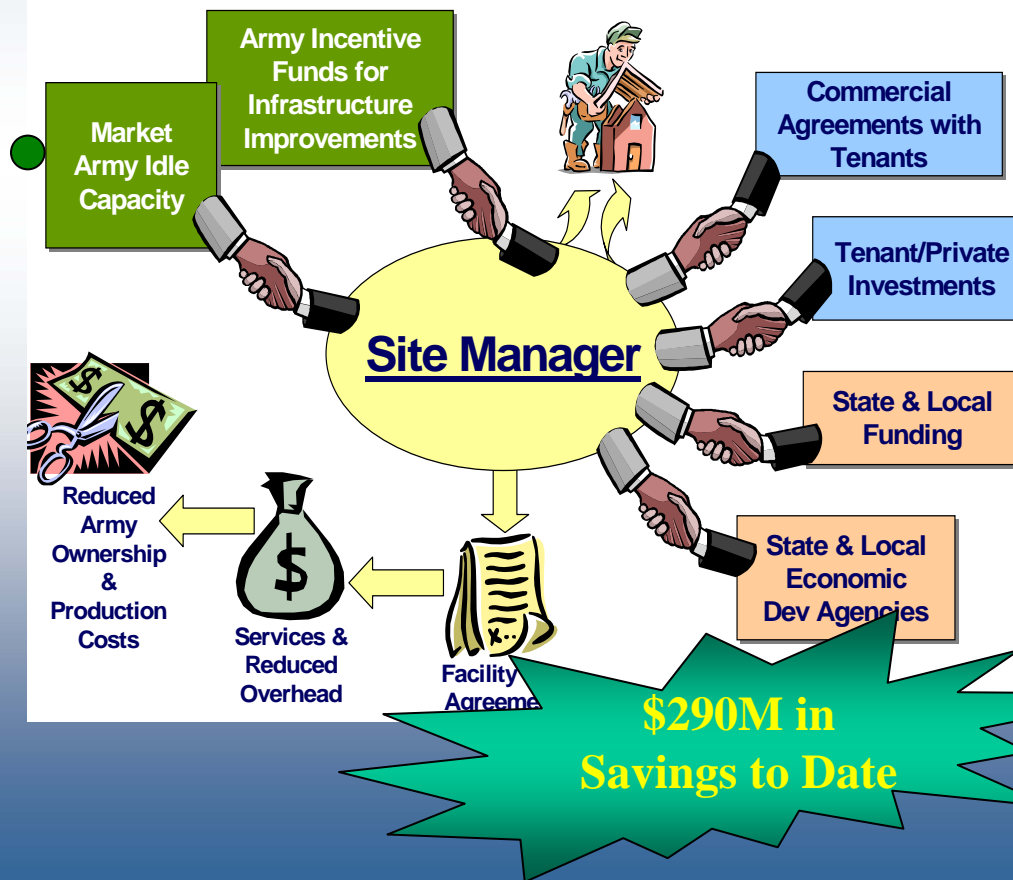 Army Incentive
Funds for
Infrastructure
Improvements
Market
Army Idle
Capacity
Commercial
Agreements with
Tenants
Tenant/Private
Investments
Site Manager
State & Local
Funding
State & Local
Economic
Dev Agencies
$
$
Reduced
Army
Ownership
&
Production
Costs
$
Services &
Reduced
Overhead
x...
Facility
Agreeme
$290M in
Savings to Date